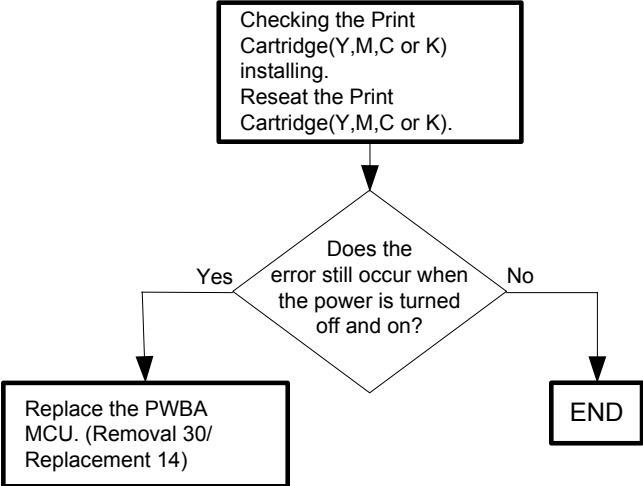 Checking the Print
Cartridge(Y,M,C or K)
installing.
Reseat the Print
Cartridge(Y,M,C or K).
Does the
error still occur when
the power is turned
off and on?
Yes
No
Replace the PWBA
MCU. (Removal 30/
Replacement 14)
END